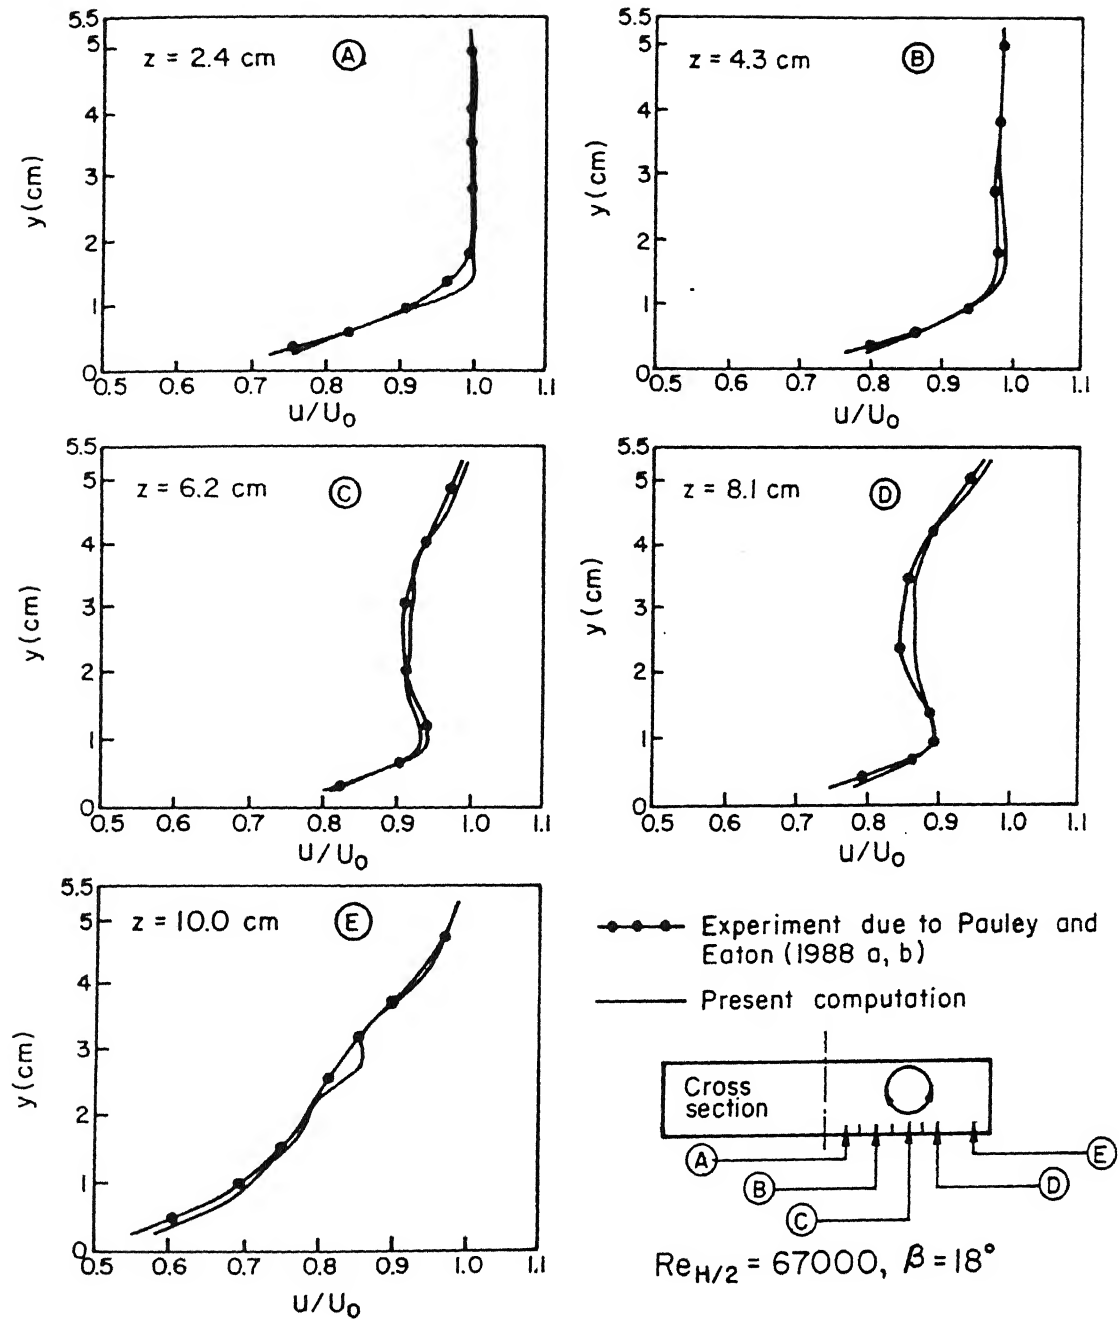 5.5
5
4
3
2
1
0
y (cm)
z = 2.4 cm
A
0.5 0.6 0.7 0.8 0.9 1.0 1.1
u/U₀
5.5
5
4
3
2
1
0
y (cm)
z = 4.3 cm
B
0.5 0.6 0.7 0.8 0.9 1.0 1.1
u/U₀
5.5
5
4
3
2
1
0
y (cm)
z = 6.2 cm
C
0.5 0.6 0.7 0.8 0.9 1.0 1.1
u/U₀
5.5
5
4
3
2
1
0
y (cm)
z = 8.1 cm
D
0.5 0.6 0.7 0.8 0.9 1.0 1.1
u/U₀
5.5
5
4
3
2
1
0
y (cm)
z = 10.0 cm
E
0.5 0.6 0.7 0.8 0.9 1.0 1.1
u/U₀
Experiment due to Pauley and
Eaton (1988 a, b)
Present computation
Cross
section
A
B
C
D
E
Re_H/2 = 67000, β = 18°